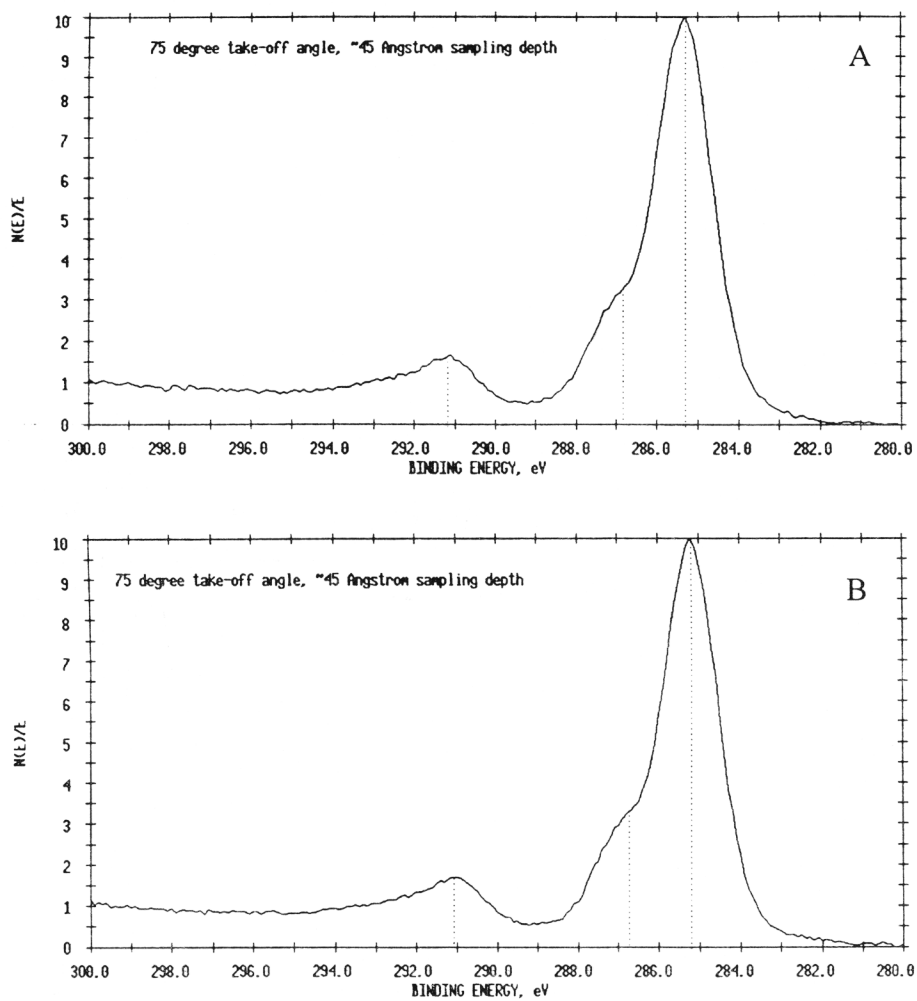 75 degree take-off angle, ~45 Angstrom sampling depth
A
10
9
8
7
6
5
4
3
2
1
0
N(E)/E
300.0 298.0 296.0 294.0 292.0 290.0 288.0 286.0 284.0 282.0 280.0
BINDING ENERGY, eV
75 degree take-off angle, ~45 Angstrom sampling depth
B
10
9
8
7
6
5
4
3
2
1
0
N(E)/E
300.0 298.0 296.0 294.0 292.0 290.0 288.0 286.0 284.0 282.0 280.0
BINDING ENERGY, eV